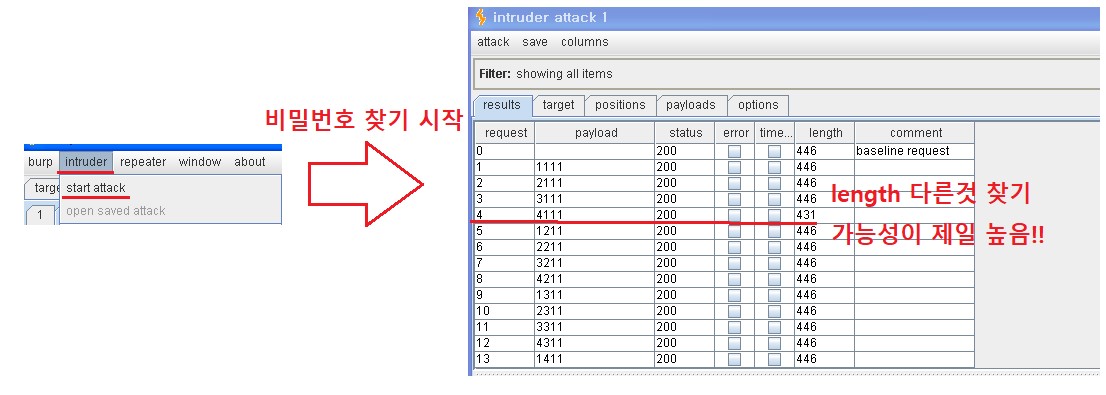 비밀번호 찾기 시작
burp intruder repeater window about
targe start attack
1 open saved attack
intruder attack 1
attack save columns
Filter: showing all items
results target positions payloads options
request payload status error time... length comment
0 200 446 baseline request
1 1111 200 446
2 2111 200 446
3 3111 200 446
4 4111 200 431
5 1211 200 446
6 2211 200 446
7 3211 200 446
8 4211 200 446
9 1311 200 446
10 2311 200 446
11 3311 200 446
12 4311 200 446
13 1411 200 446
length 다른것 찾기
가능성이 제일 높음!!